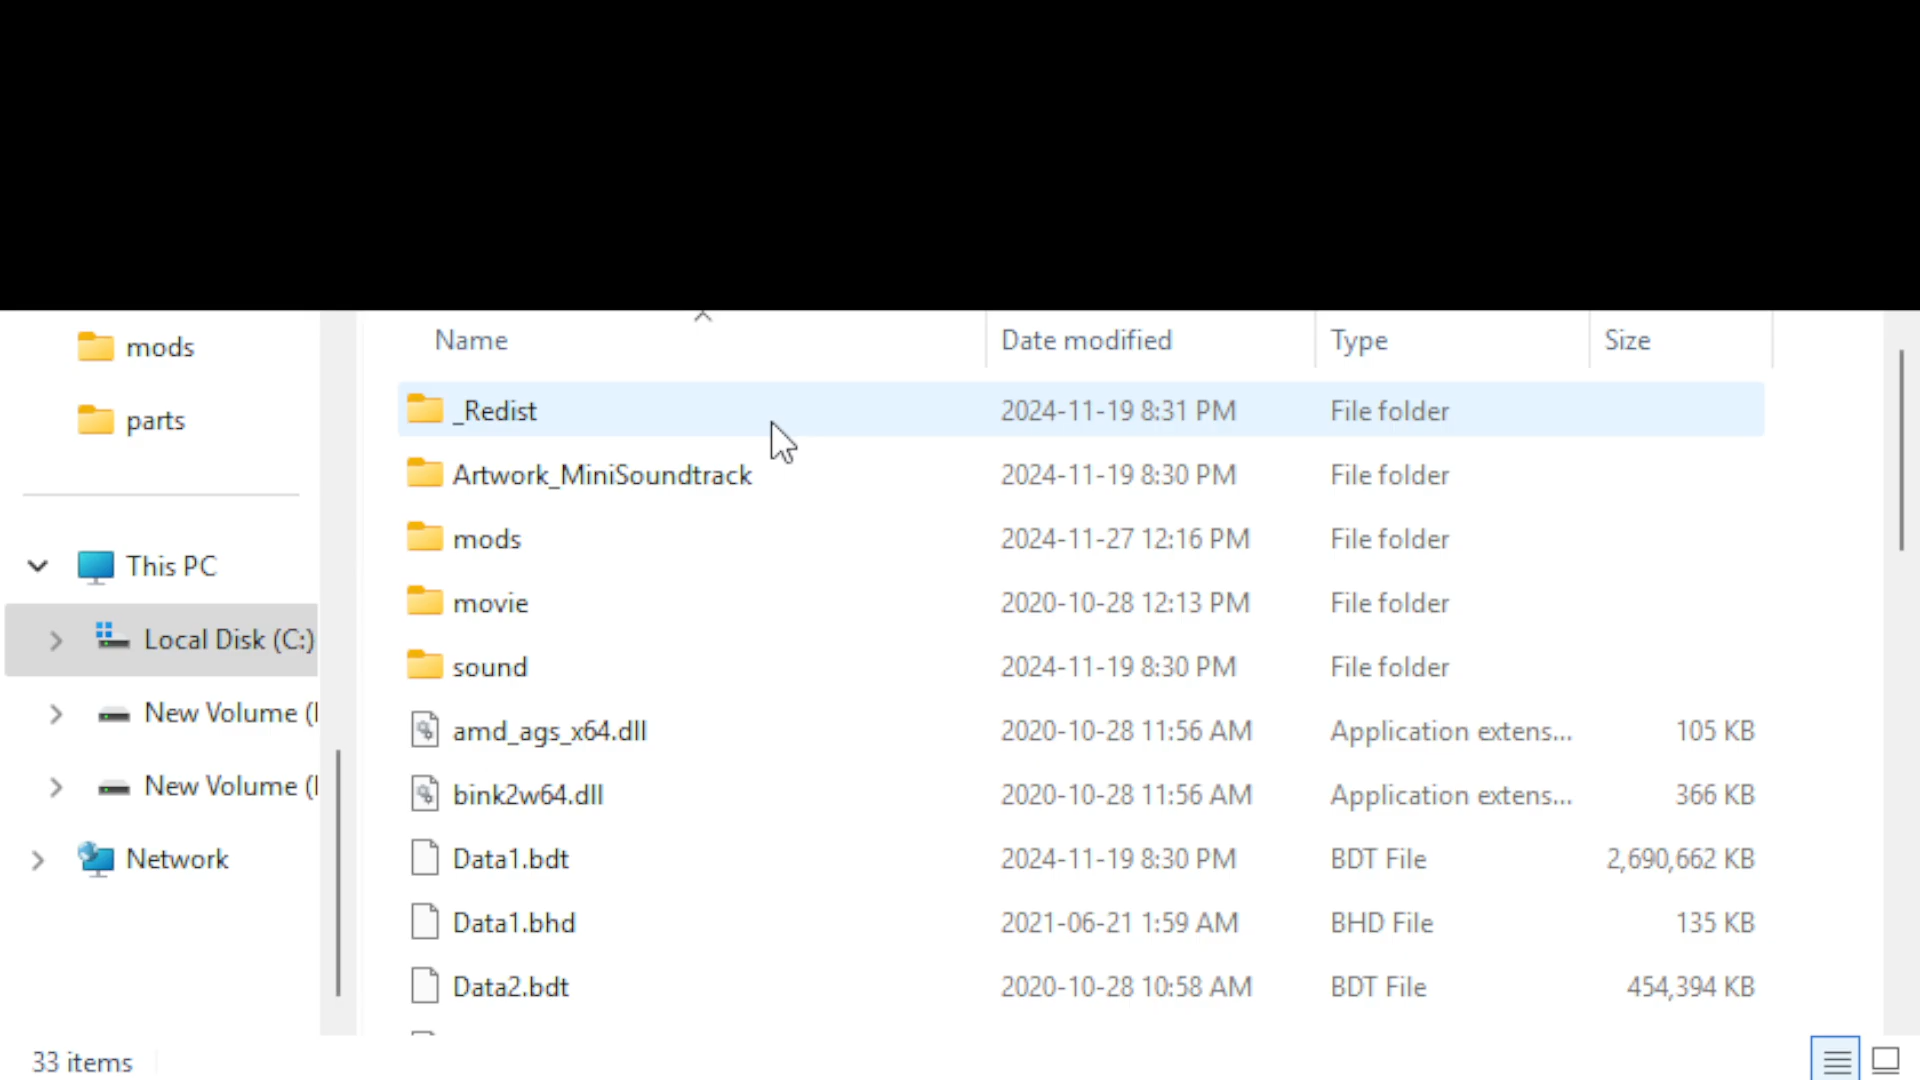 mods
parts
This PC
Local Disk (C:)
New Volume (
New Volume (
Network
Name Date modified Type Size
_Redist 2024-11-19 8:31 PM File folder
Artwork_MiniSoundtrack 2024-11-19 8:30 PM File folder
mods 2024-11-27 12:16 PM File folder
movie 2020-10-28 12:13 PM File folder
sound 2024-11-19 8:30 PM File folder
amd_ags_x64.dll 2020-10-28 11:56 AM Application extens... 105 KB
bink2w64.dll 2020-10-28 11:56 AM Application extens... 366 KB
Data1.bdt 2024-11-19 8:30 PM BDT File 2,690,662 KB
Data1.bhd 2021-06-21 1:59 AM BHD File 135 KB
Data2.bdt 2020-10-28 10:58 AM BDT File 454,394 KB
33 items